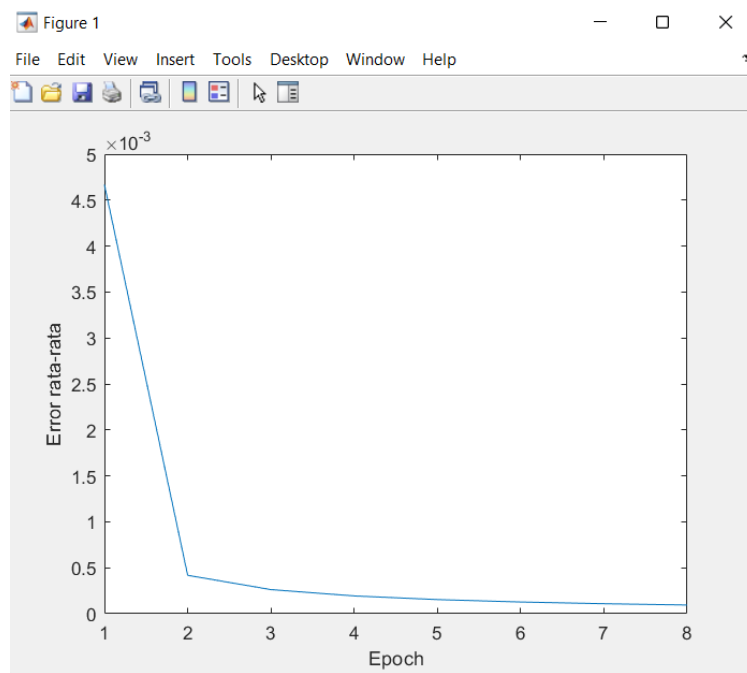 Figure 1
File Edit View Insert Tools Desktop Window Help
×10-3
5
4.5
4
3.5
3
2.5
2
1.5
1
0.5
0
Error rata-rata
1 2 3 4 5 6 7 8
Epoch